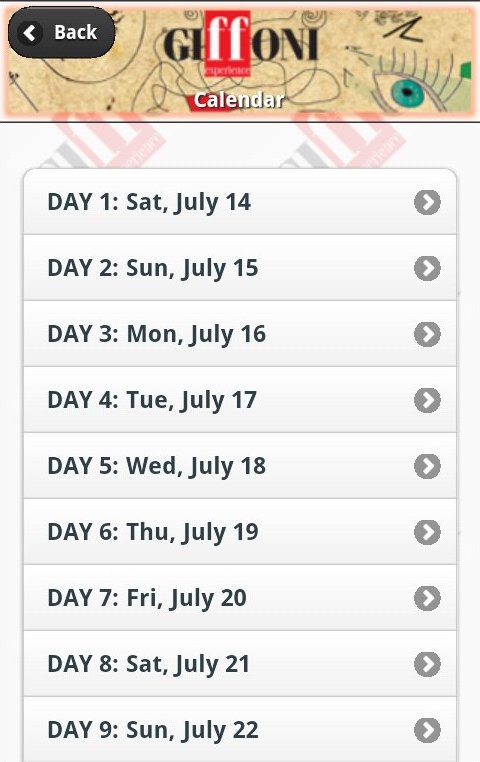 Back
GIffONI
experience
Calendar
DAY 1: Sat, July 14
DAY 2: Sun, July 15
DAY 3: Mon, July 16
DAY 4: Tue, July 17
DAY 5: Wed, July 18
DAY 6: Thu, July 19
DAY 7: Fri, July 20
DAY 8: Sat, July 21
DAY 9: Sun, July 22